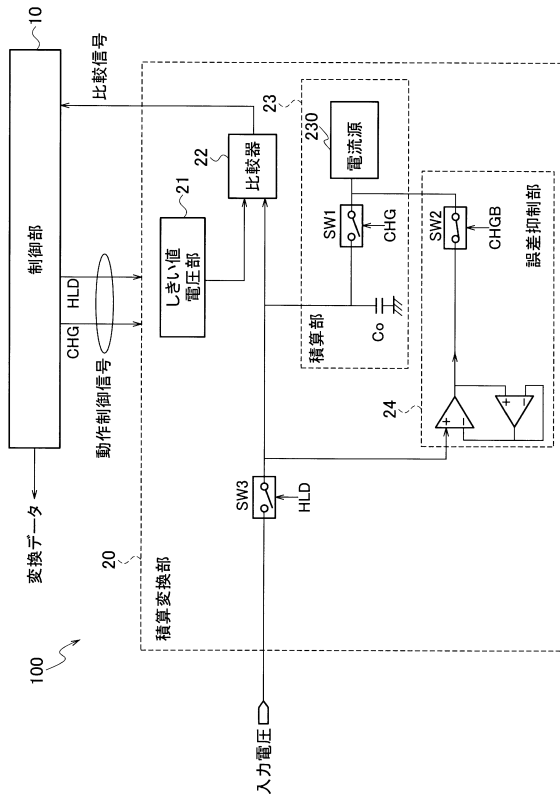 100
変換データ
制御部
10
CHG
HLD
動作制御信号
比較信号
20
積算変換部
しきい値
電圧部
21
22
比較器
入力電圧
SW3
HLD
積算部
23
Co
SW1
CHG
230
電流源
24
+
−
+
−
SW2
CHGB
誤差抑制部